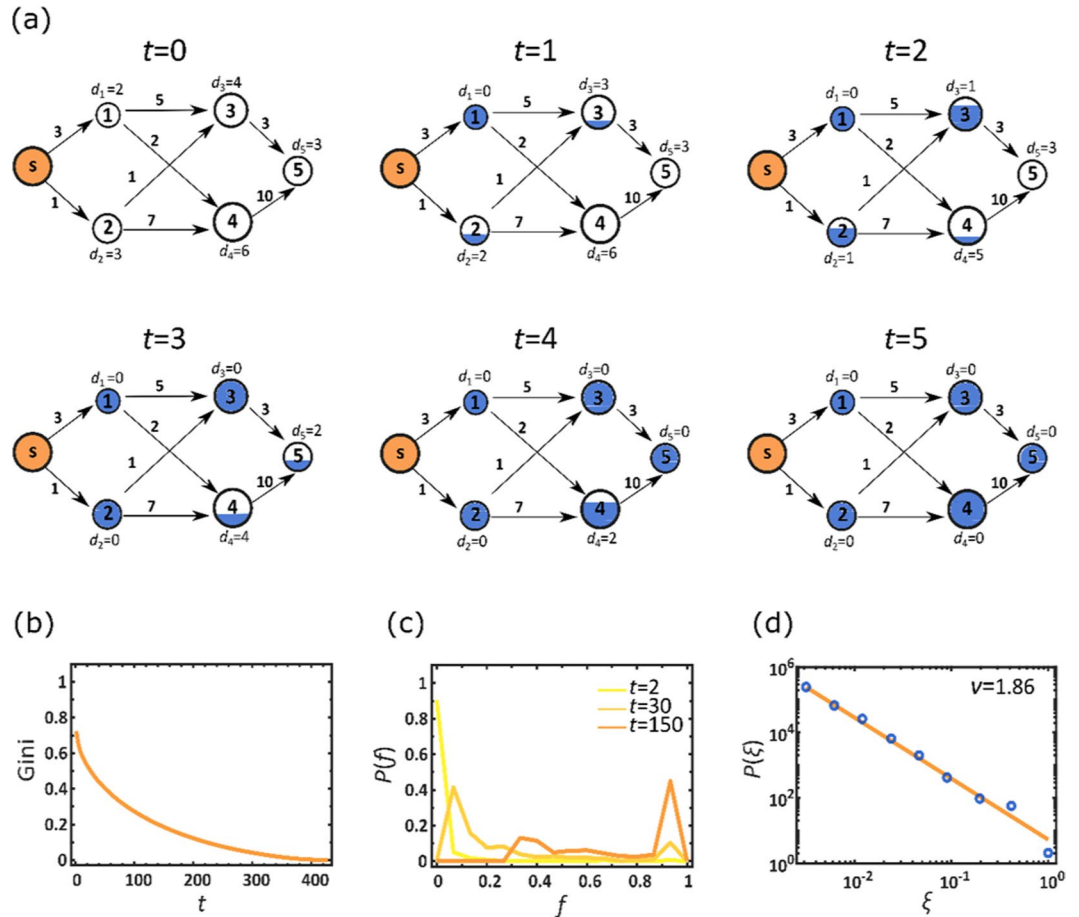 (a)
t=0 t=1 t=2
d1=2 5 d3=4 d1=0 5 d3=3 d1=0 5 d3=1
3 1 2 3 3 d5=3 3 1 2 3 3 d5=3 3 1 2 3 3 d5=3
s 5 s 5 s 5
1 1 10 1 1 10 1 1 10
2 7 4 2 7 4 2 7 4
d2=3 d4=6 d2=2 d4=6 d2=1 d4=5
t=3 t=4 t=5
d1=0 5 d3=0 d1=0 5 d3=0 d1=0 5 d3=0
3 1 2 3 3 d5=2 3 1 2 3 3 d5=0 3 1 2 3 3 d5=0
s 5 s 5 s 5
1 1 10 1 1 10 1 1 10
2 7 4 2 7 4 2 7 4
d2=0 d4=4 d2=0 d4=2 d2=0 d4=0
(b)
1
0.8
0.6
0.4
0.2
0
Gini
0 100 200 300 400
t
(c)
1
0.8
0.6
0.4
0.2
0
P(f)
t=2
t=30
t=150
0 0.2 0.4 0.6 0.8 1
f
(d)
10^6
10^4
10^2
10^0
P(ξ)
ν=1.86
10^-2 10^-1 10^0
ξ